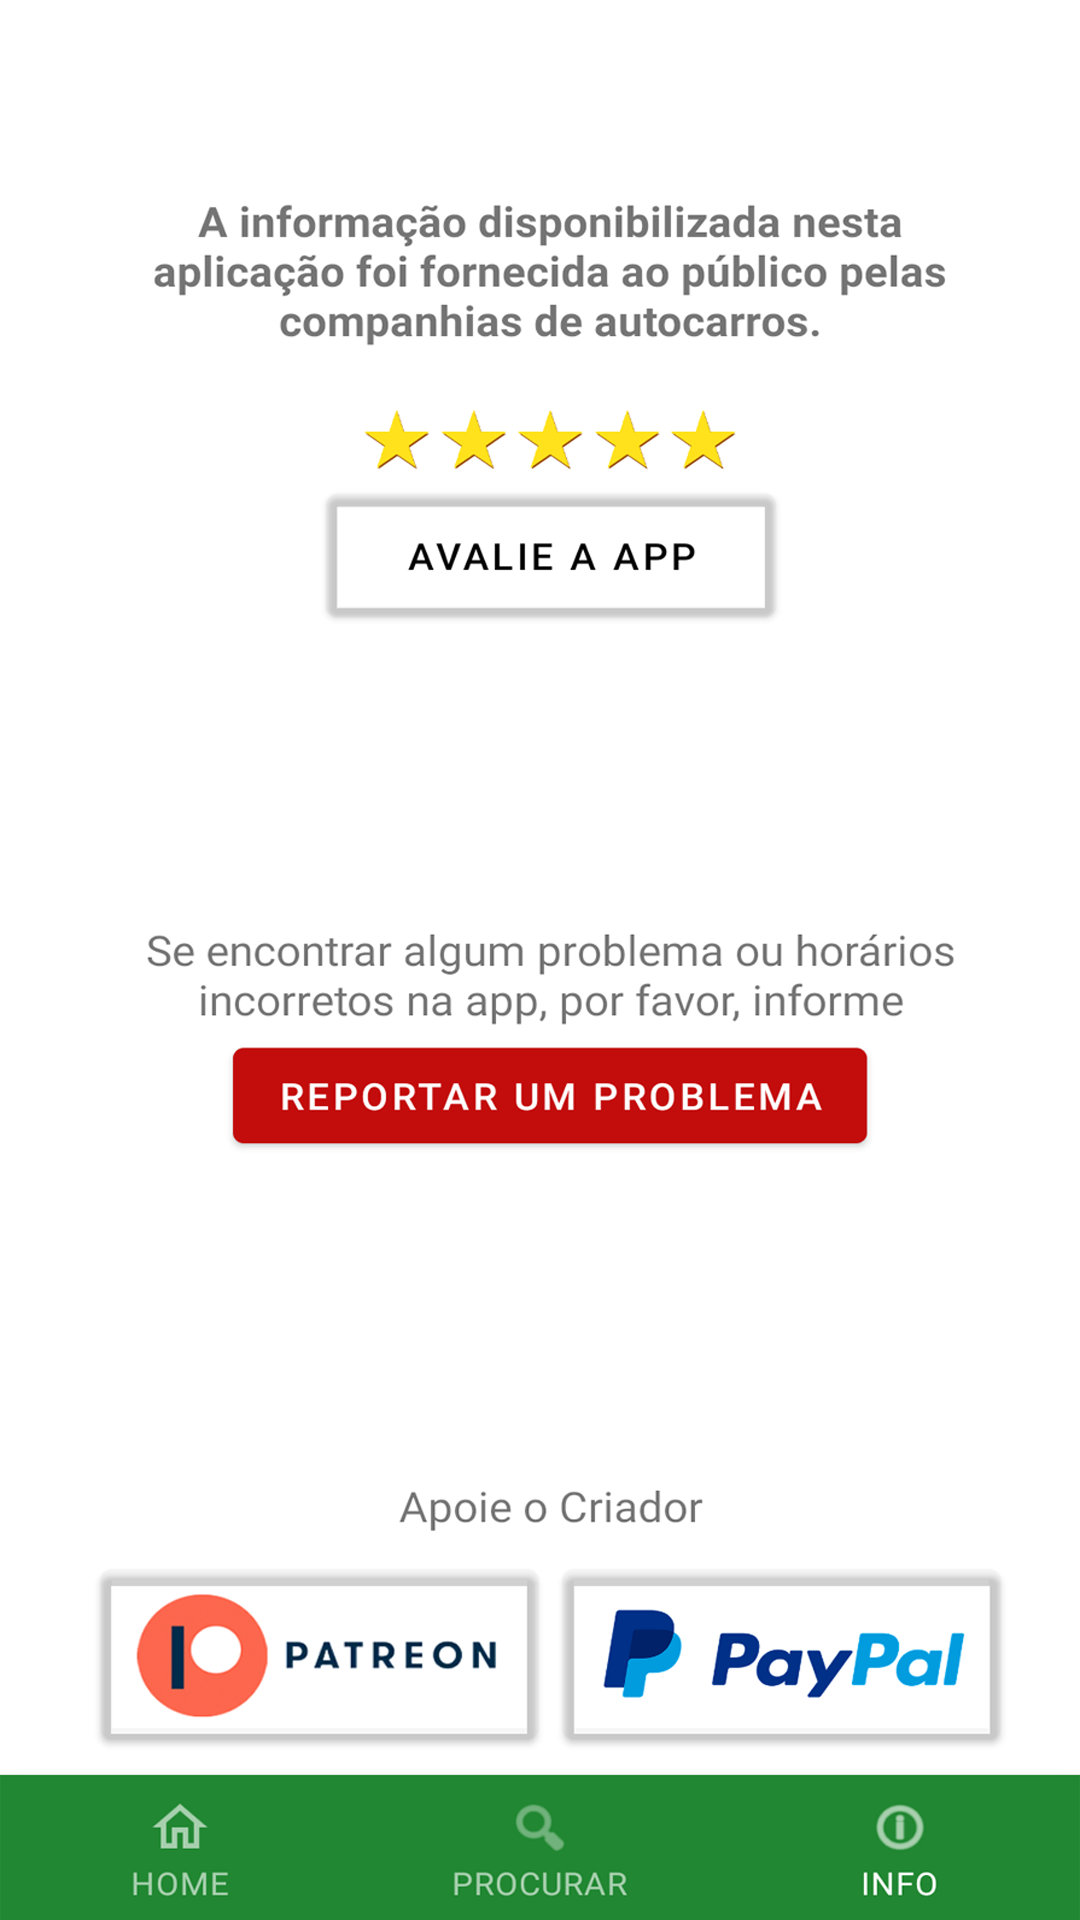 A informação disponibilizada nesta
aplicação foi fornecida ao público pelas
companhias de autocarros.
AVALIE A APP
Se encontrar algum problema ou horários
incorretos na app, por favor, informe
REPORTAR UM PROBLEMA
Apoie o Criador
PATREON
PayPal
HOME
PROCURAR
INFO